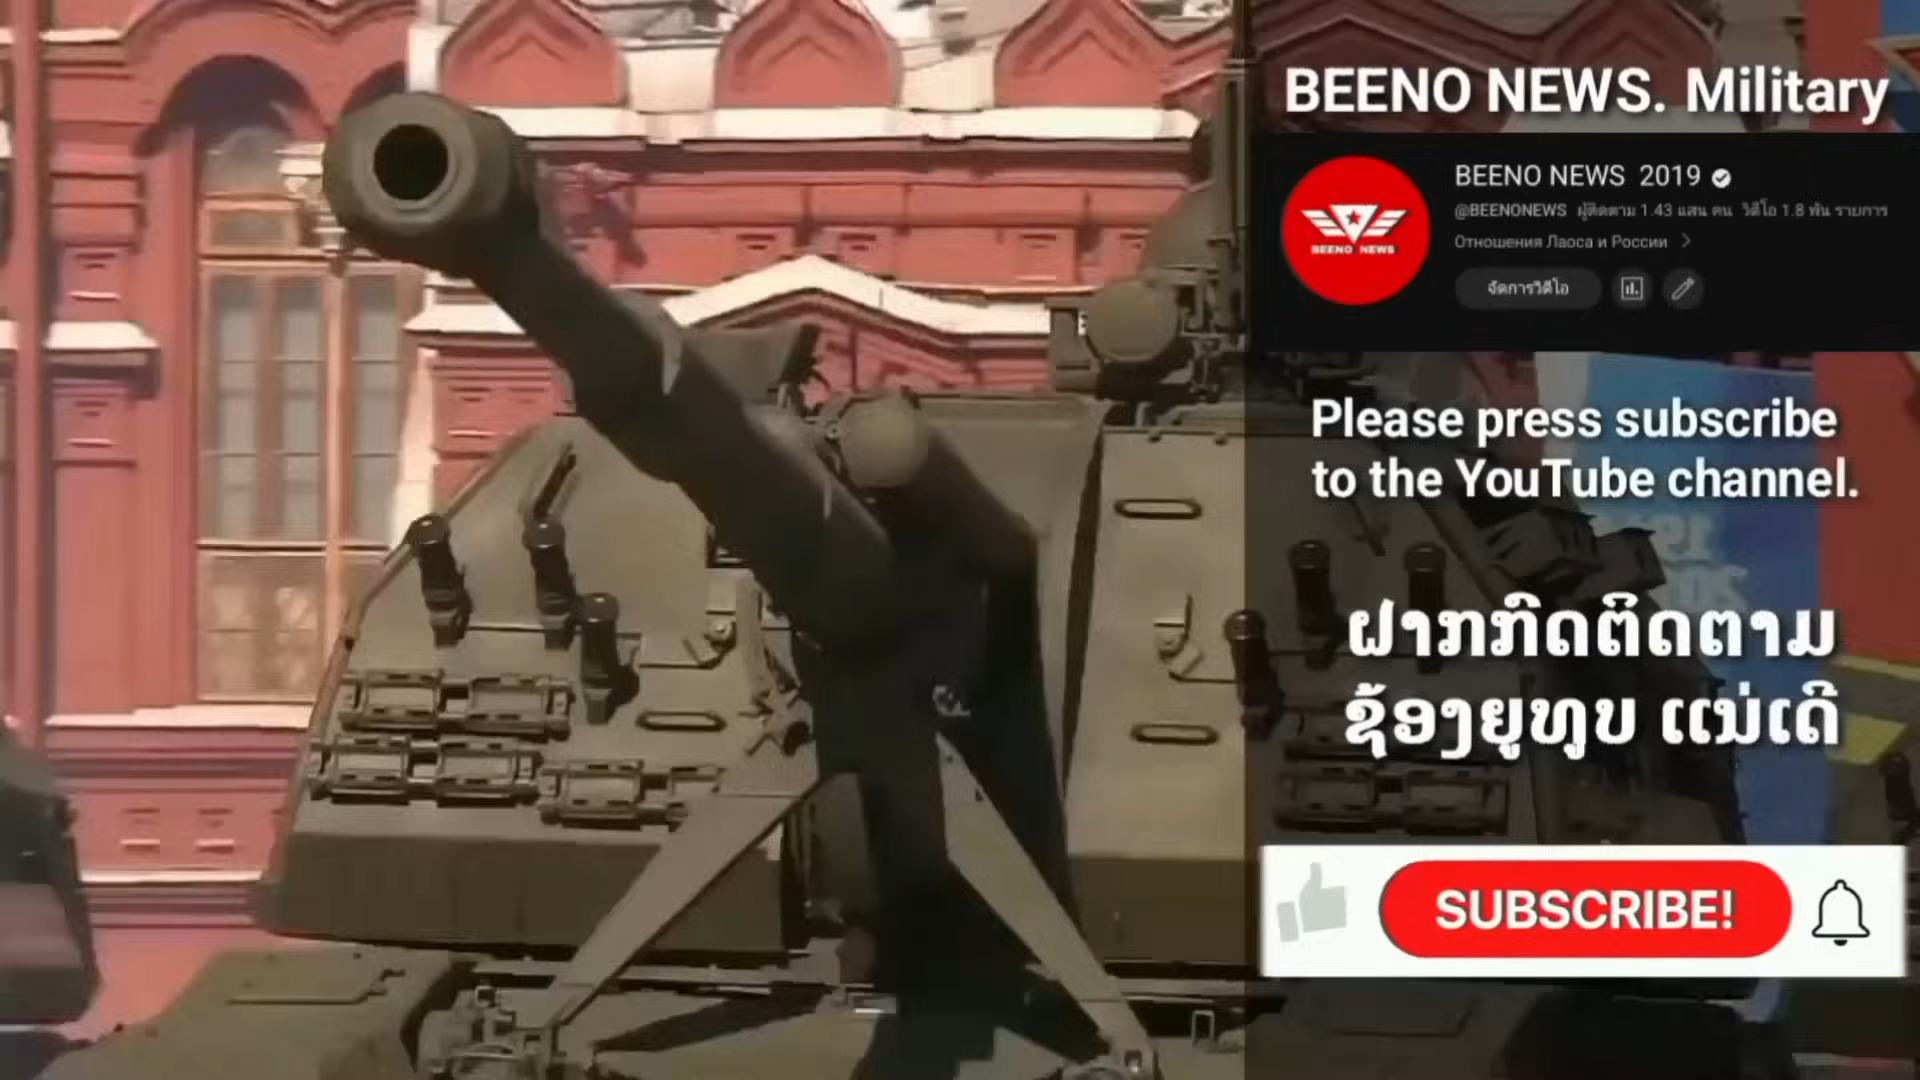 BEENO NEWS. Military
BEENO NEWS 2019
@BEENONEWS ผู้ติดตาม 1.43 แสน คน วิดีโอ 1.8 พัน รายการ
Отношения Лаоса и России
จัดการวิดีโอ
BEENO NEWS
Please press subscribe
to the YouTube channel.
ຝາກກົດຕິດຕາມ
ຊ້ອງຍູທູບ ແນ່ເດີ
SUBSCRIBE!